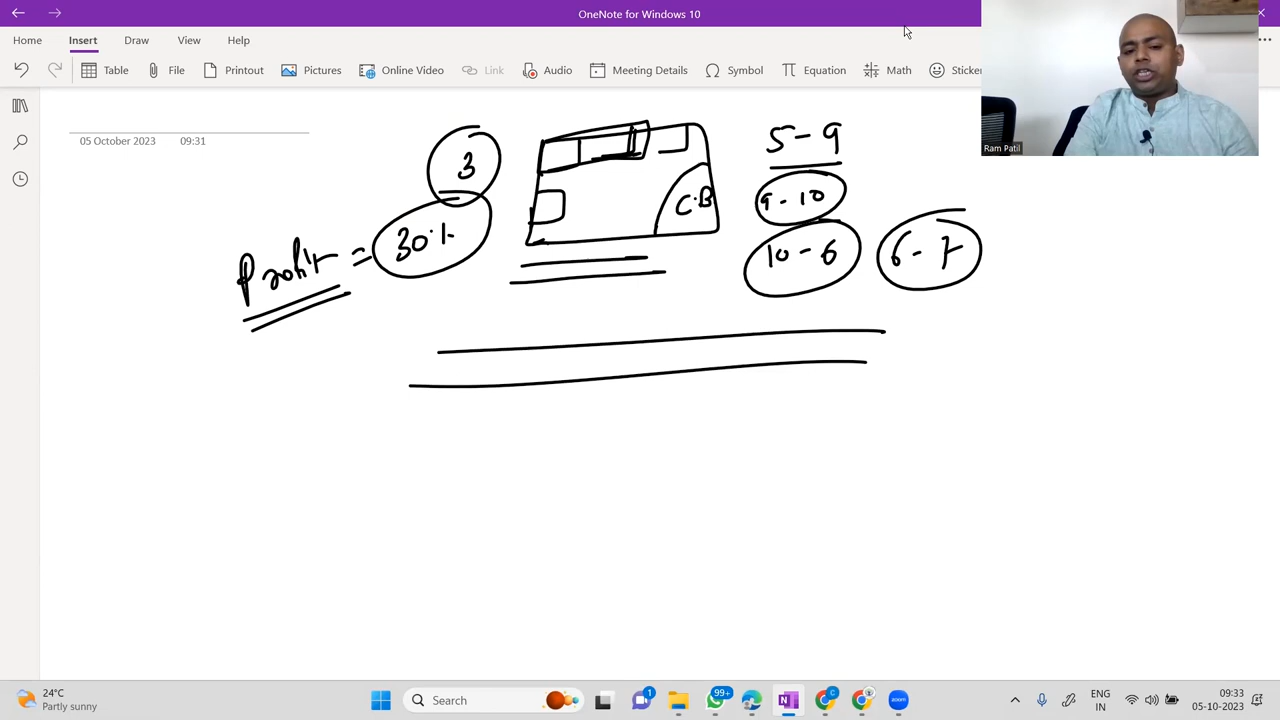 OneNote for Windows 10
Home Insert Draw View Help
Table File Printout Pictures Online Video Link Audio Meeting Details Symbol Equation Math
Ram Patil
05 October 2023 09:31
3
5 - 9
C.B
9 - 10
Profit = 30%
10 - 6
6 - 7
24°C
Partly sunny
Search
1
99+
ENG
IN
09:33
05-10-2023